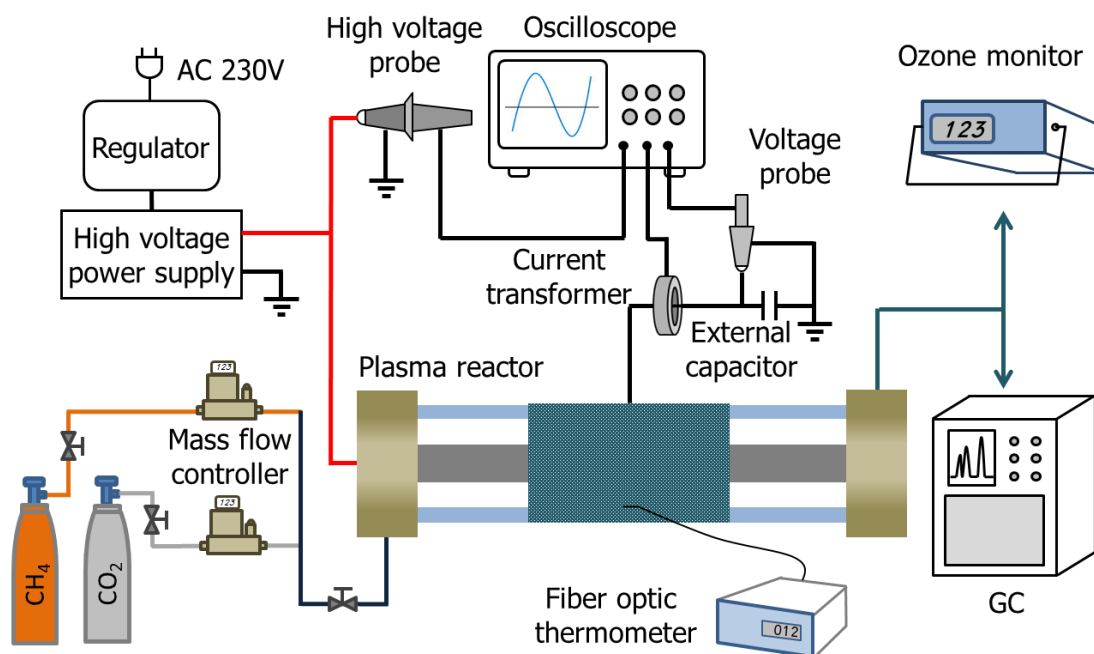 High voltage
probe
Oscilloscope
Ozone monitor
AC 230V
123
Regulator
Voltage
probe
High voltage
power supply
Current
transformer
External
capacitor
Plasma reactor
123
Mass flow
controller
123
CH₄
CO₂
Fiber optic
thermometer
012
GC